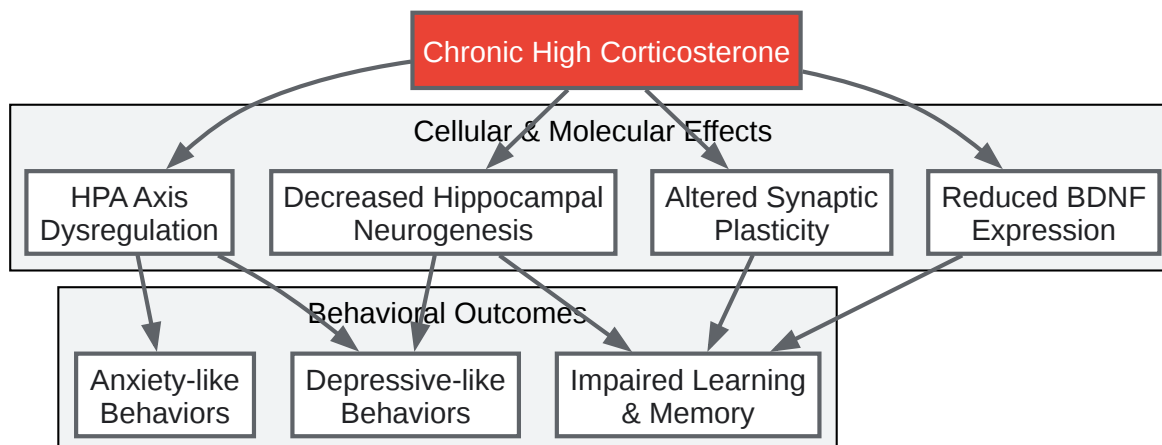 Chronic High Corticosterone
Cellular & Molecular Effects
HPA Axis
Dysregulation
Decreased Hippocampal
Neurogenesis
Altered Synaptic
Plasticity
Reduced BDNF
Expression
Behavioral Outcomes
Anxiety-like
Behaviors
Depressive-like
Behaviors
Impaired Learning
& Memory